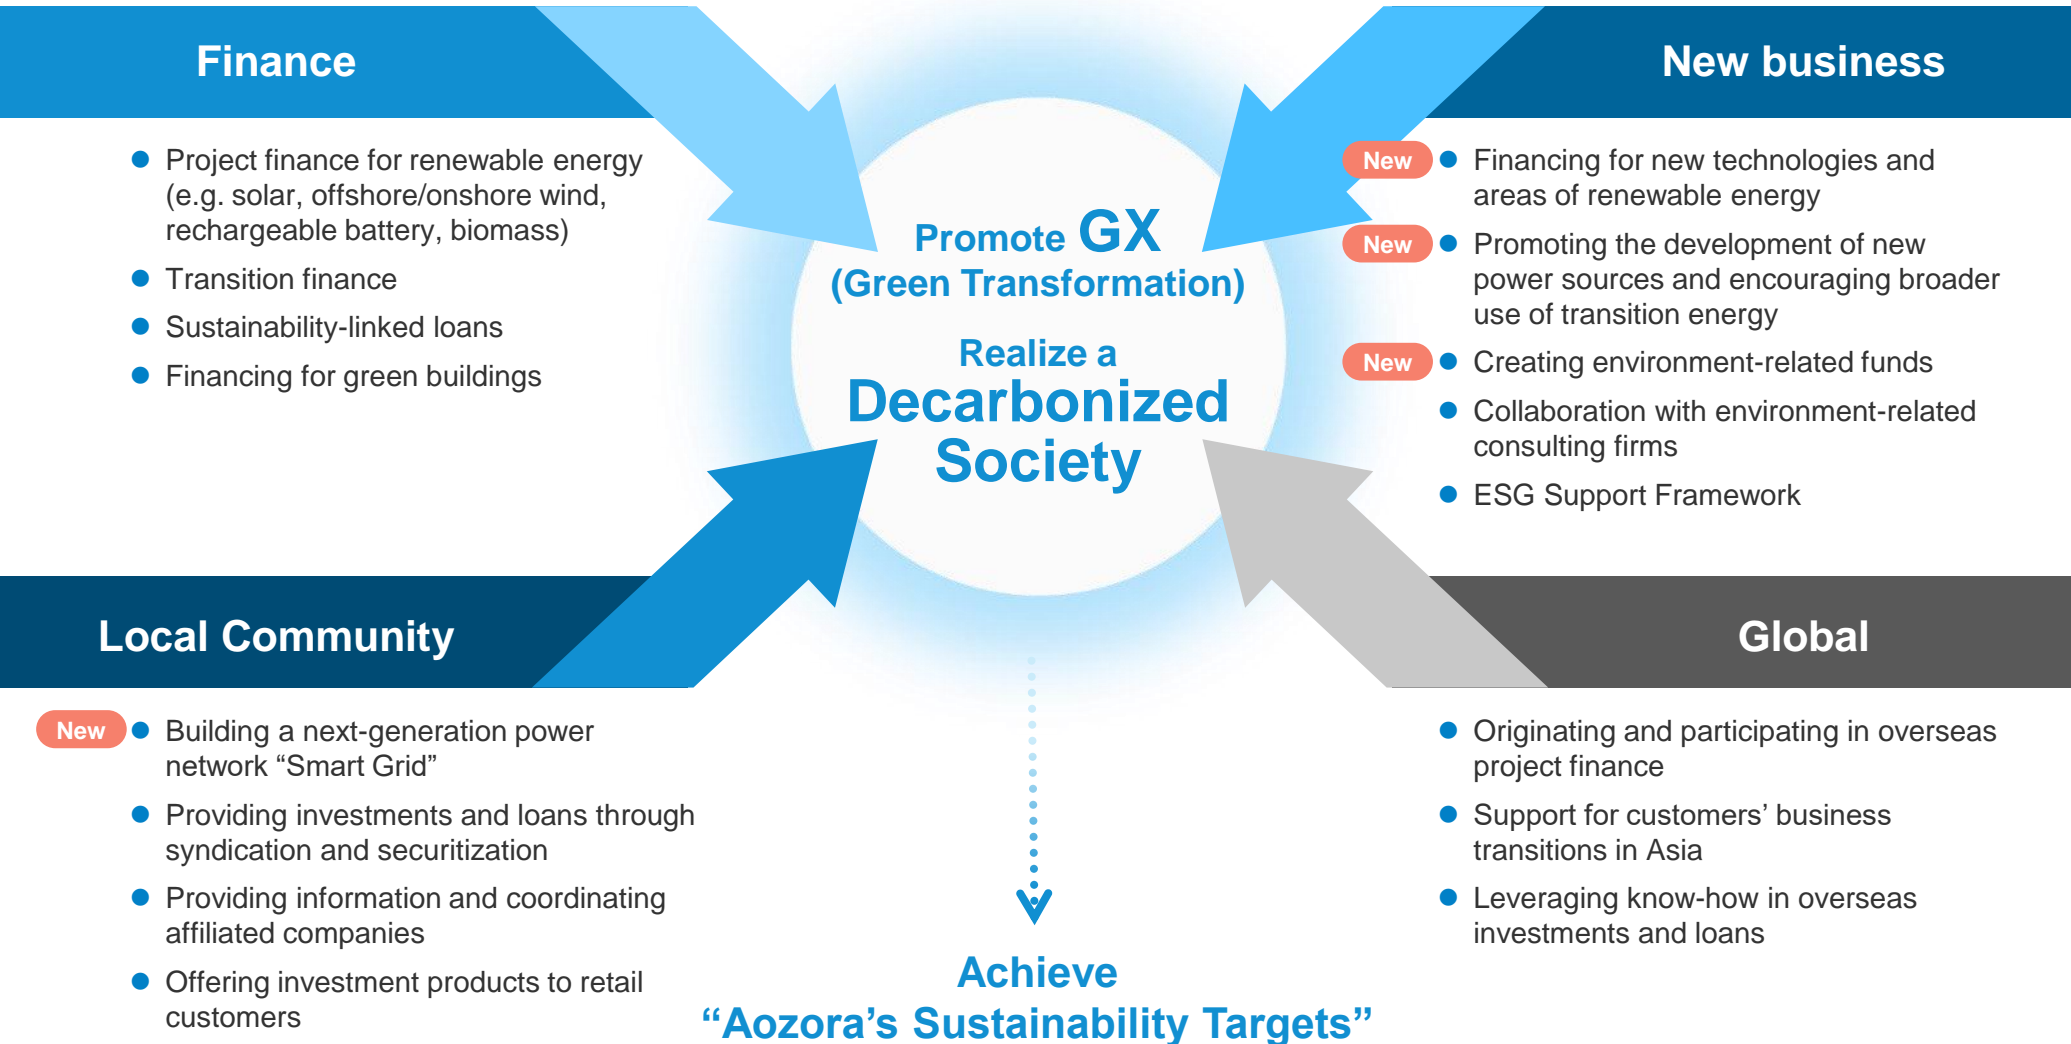 Finance
● Project finance for renewable energy
(e.g. solar, offshore/onshore wind,
rechargeable battery, biomass)
● Transition finance
● Sustainability-linked loans
● Financing for green buildings
New business
New ● Financing for new technologies and
areas of renewable energy
New ● Promoting the development of new
power sources and encouraging broader
use of transition energy
New ● Creating environment-related funds
● Collaboration with environment-related
consulting firms
● ESG Support Framework
Promote GX
(Green Transformation)
Realize a
Decarbonized
Society
Local Community
New ● Building a next-generation power
network “Smart Grid”
● Providing investments and loans through
syndication and securitization
● Providing information and coordinating
affiliated companies
● Offering investment products to retail
customers
Global
● Originating and participating in overseas
project finance
● Support for customers’ business
transitions in Asia
● Leveraging know-how in overseas
investments and loans
Achieve
“Aozora’s Sustainability Targets”